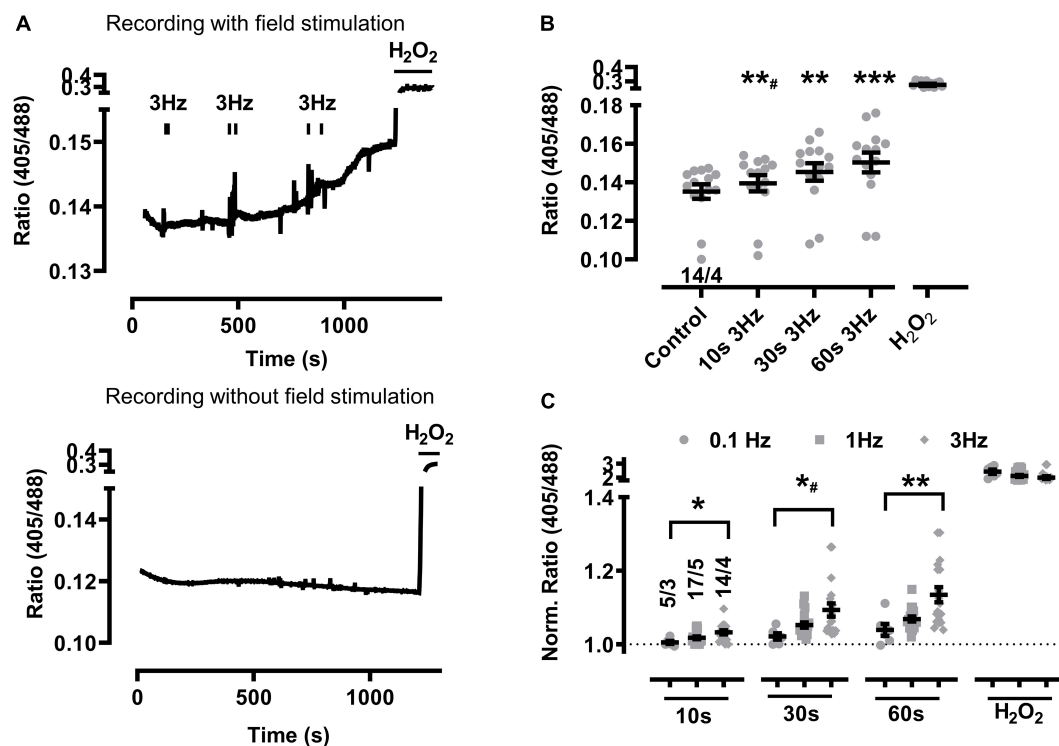 A
Recording with field stimulation
H2O2
0.4
0.3
3Hz 3Hz 3Hz
0.15
0.14
0.13
Ratio (405/488)
0 500 1000
Time (s)
Recording without field stimulation
H2O2
0.4
0.3
0.14
0.12
0.10
Ratio (405/488)
0 500 1000
Time (s)
B
0.4
0.3
**# ** ***
0.18
0.16
0.14
0.12
0.10
Ratio (405/488)
14/4
Control 10s 3Hz 30s 3Hz 60s 3Hz H2O2
C
0.1 Hz 1Hz 3Hz
3
2
1.4
1.2
1.0
Norm. Ratio (405/488)
* *# **
5/3 17/5 14/4
10s 30s 60s H2O2